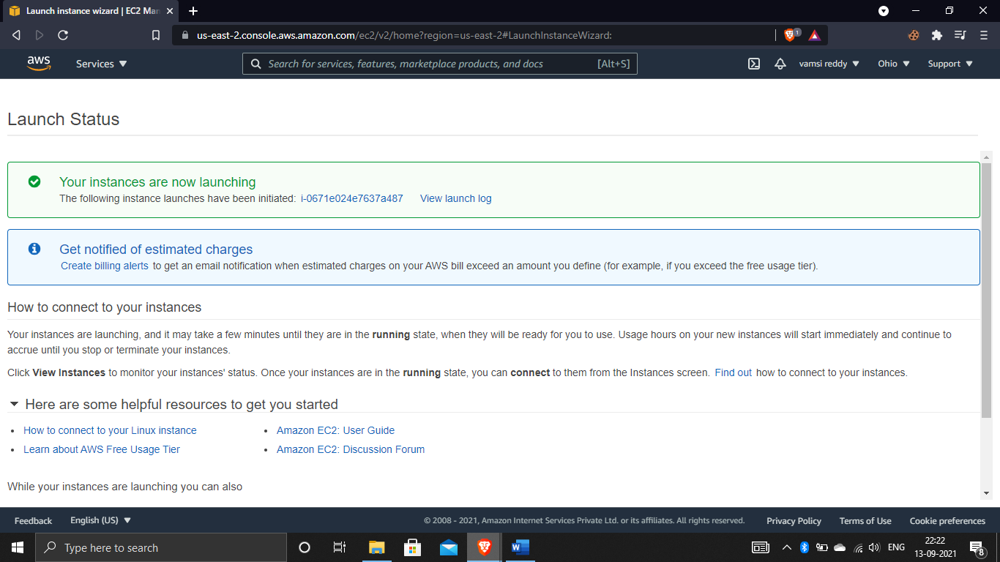 Launch instance wizard | EC2 Man
us-east-2.console.aws.amazon.com/ec2/v2/home?region=us-east-2#LaunchInstanceWizard:
1
aws
Services
Search for services, features, marketplace products, and docs [Alt+S]
vamsi reddy
Ohio
Support
Launch Status
Your instances are now launching
The following instance launches have been initiated: i-0671e024e7637a487 View launch log
Get notified of estimated charges
Create billing alerts to get an email notification when estimated charges on your AWS bill exceed an amount you define (for example, if you exceed the free usage tier).
How to connect to your instances
Your instances are launching, and it may take a few minutes until they are in the running state, when they will be ready for you to use. Usage hours on your new instances will start immediately and continue to
accrue until you stop or terminate your instances.
Click View Instances to monitor your instances' status. Once your instances are in the running state, you can connect to them from the Instances screen. Find out how to connect to your instances.
Here are some helpful resources to get you started
• How to connect to your Linux instance
• Amazon EC2: User Guide
• Learn about AWS Free Usage Tier
• Amazon EC2: Discussion Forum
While your instances are launching you can also
Feedback
English (US)
© 2008 - 2021, Amazon Internet Services Private Ltd. or its affiliates. All rights reserved.
Privacy Policy
Terms of Use
Cookie preferences
Type here to search
W
ENG
22:22
13-09-2021
8